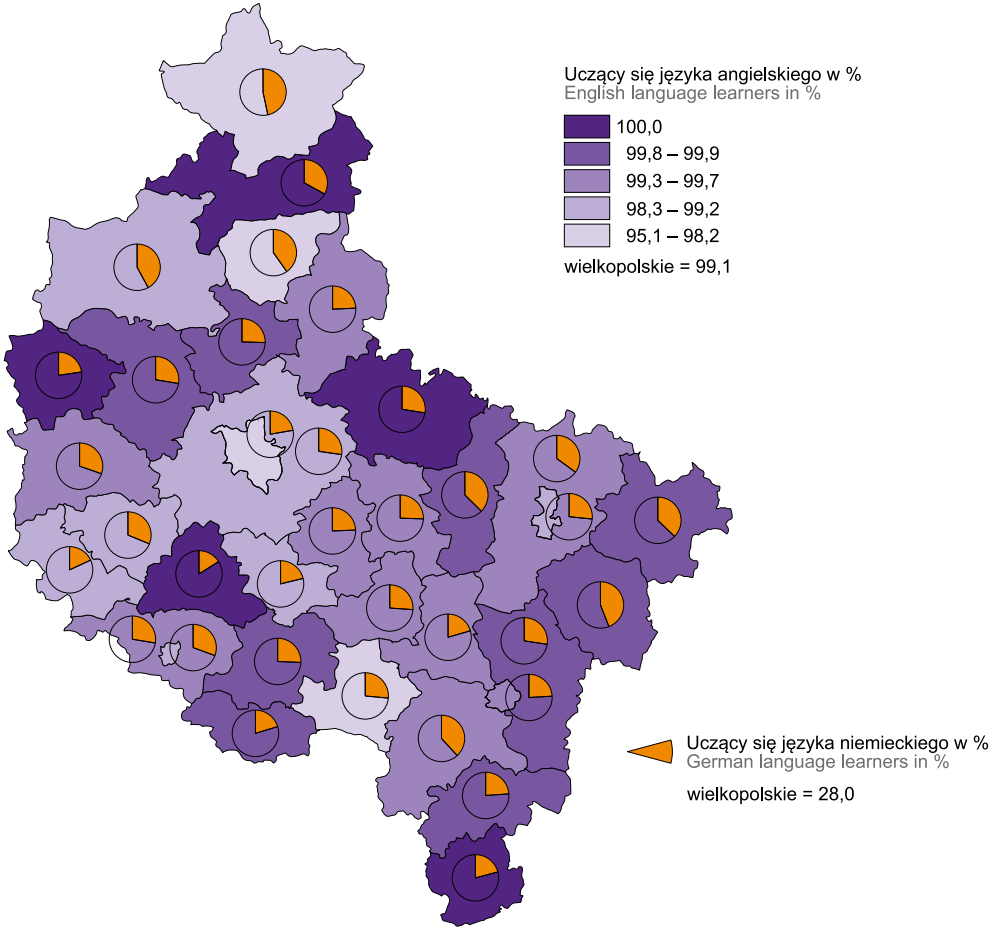 Uczący się języka angielskiego w %
English language learners in %
100,0
99,8 – 99,9
99,3 – 99,7
98,3 – 99,2
95,1 – 98,2
wielkopolskie = 99,1
Uczący się języka niemieckiego w %
German language learners in %
wielkopolskie = 28,0